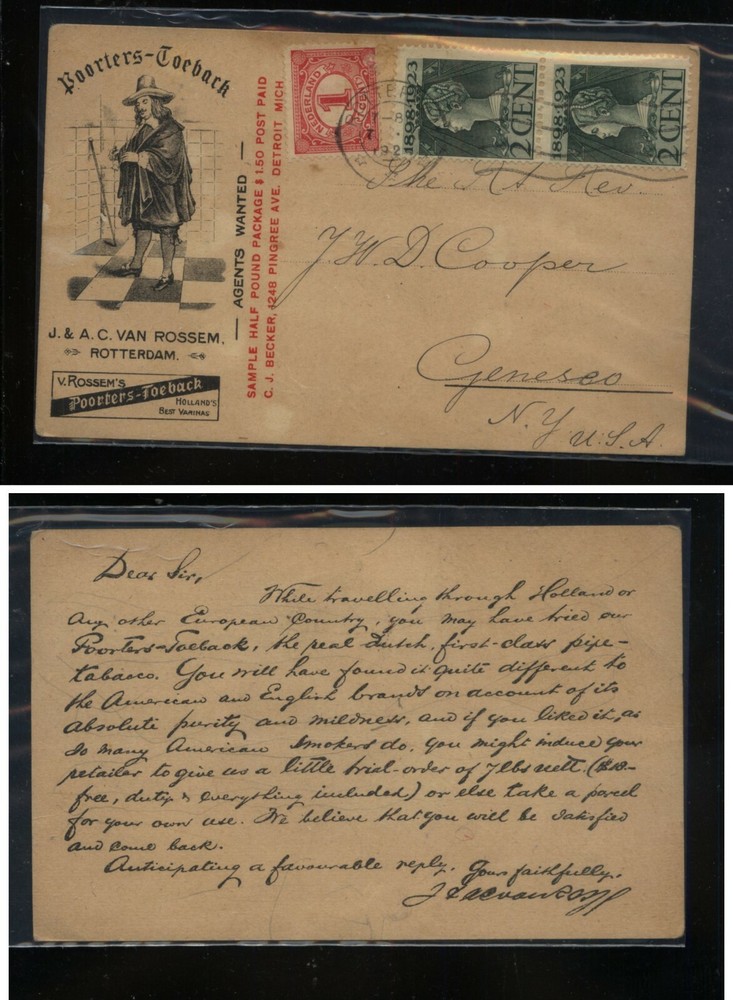 Poorters-Toeback
J. & A. C. VAN ROSSEM,
ROTTERDAM.
V. ROSSEM'S
Poorters-Toeback
HOLLAND'S
BEST VARINAS
— AGENTS WANTED —
SAMPLE HALF POUND PACKAGE $1.50 POST PAID
C. J. BECKER, 1248 PINGREE AVE. DETROIT MICH
NEDERLAND
1
CENT
1898-1923
2 CENT
1898-1923
2 CENT
The Rt Rev.
J. W. D. Cooper
Geneseo
N. Y. U.S.A.
Dear Sir,
While travelling through Holland or
any other European Country, you may have tried our
Poorters-Toeback, the real Dutch, first-class pipe-
tabacco. You will have found it quite different to
the American and English brands on account of its
absolute purity and mildness, and if you liked it, as
so many American smokers do, you might induce your
retailer to give us a little trial-order of 7 lbs nett. ($18-
free, duty & everything included) or else take a parcel
for your own use. We believe that you will be satisfied
and come back.
Anticipating a favourable reply, Yours faithfully,